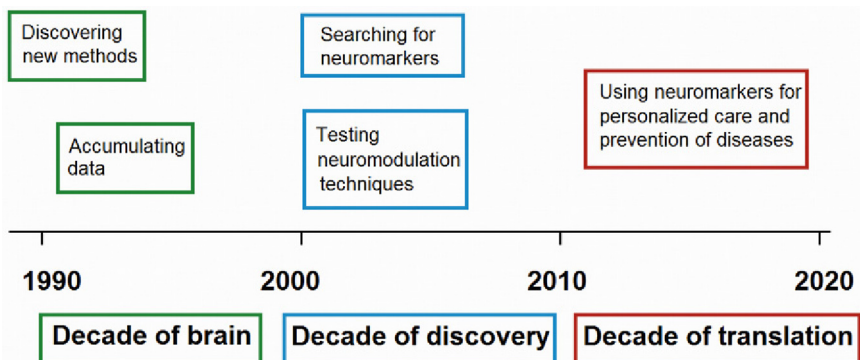 Discovering
new methods
Searching for
neuromarkers
Using neuromarkers for
personalized care and
prevention of diseases
Accumulating
data
Testing
neuromodulation
techniques
1990
2000
2010
2020
Decade of brain
Decade of discovery
Decade of translation